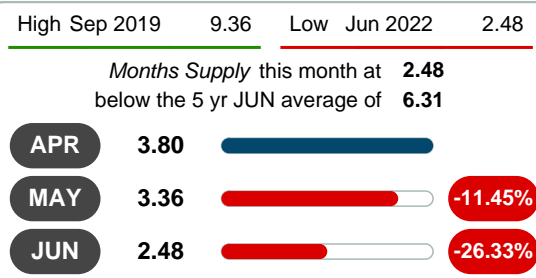 High Sep 2019 9.36 Low Jun 2022 2.48
Months Supply this month at 2.48
below the 5 yr JUN average of 6.31
APR 3.80
MAY 3.36 -11.45%
JUN 2.48 -26.33%